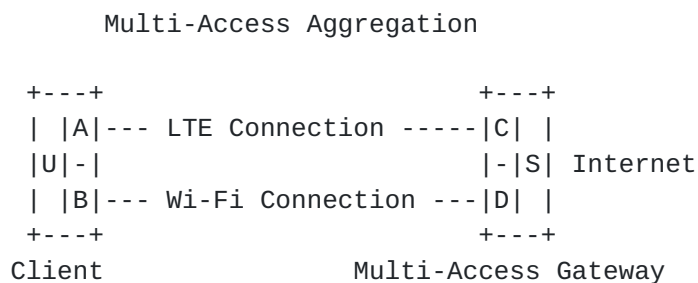 Multi-Access Aggregation
+---+                        +---+
| |A|--- LTE Connection -----|C| |
|U|-|                        |-|S| Internet
| |B|--- Wi-Fi Connection ---|D| |
+---+                        +---+
Client                Multi-Access Gateway